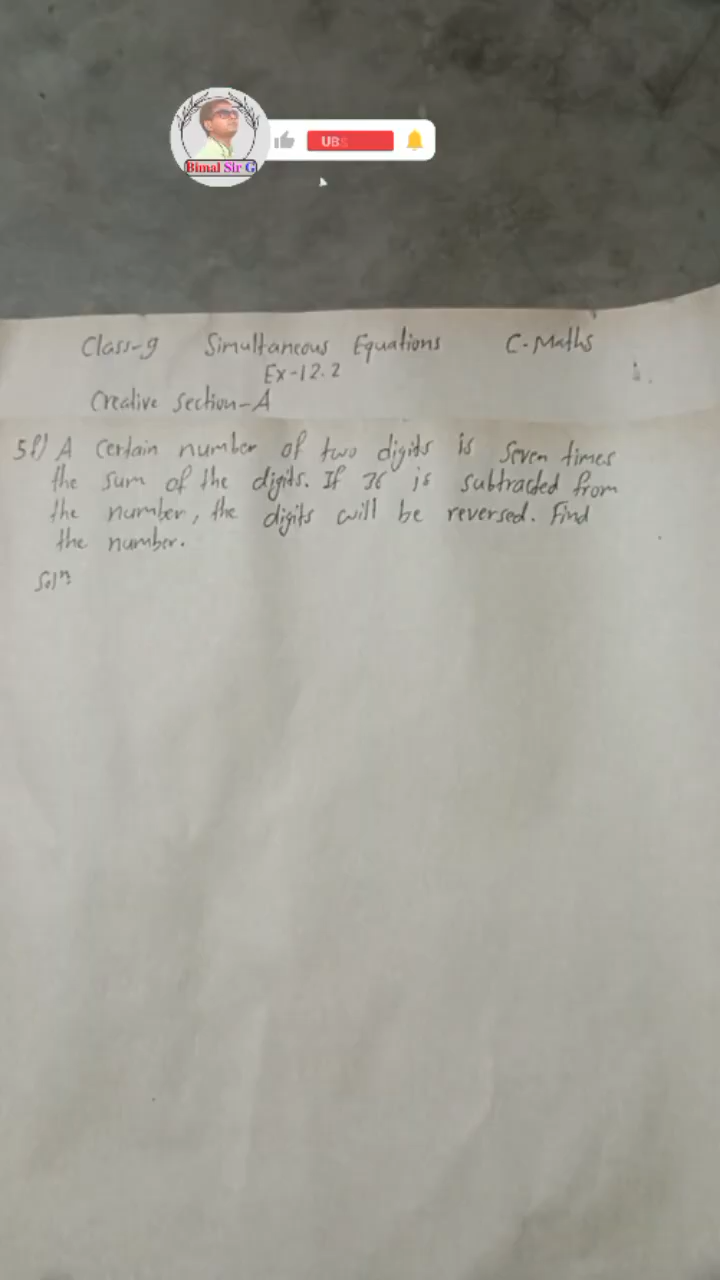 Bimal Sir G
UBS
Class-9 Simultaneous Equations C-Maths
Ex-12.2
Creative Section-A
5f) A Certain number of two digits is Seven times
the sum of the digits. If 36 is subtracted from
the number, the digits will be reversed. Find
the number.
Solⁿ: